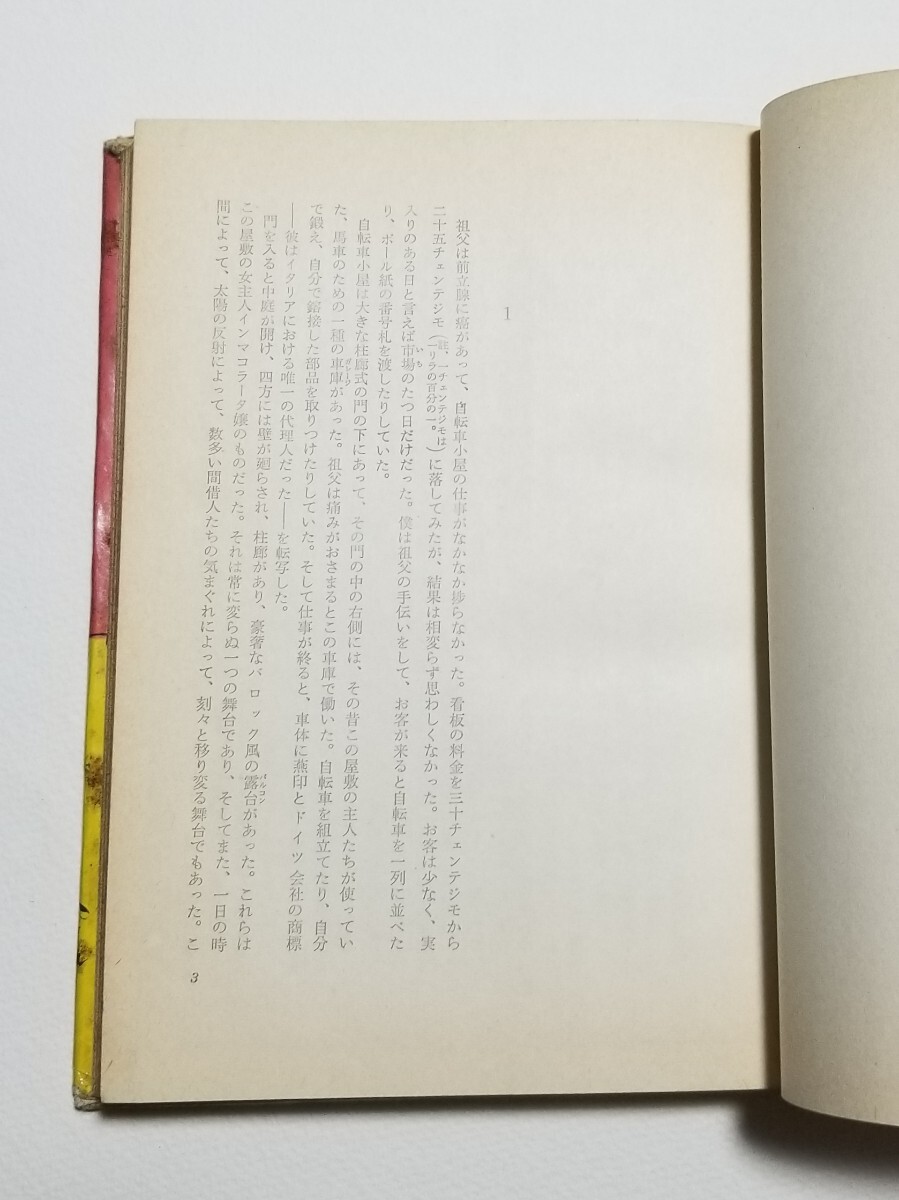 1
祖父は前立腺に癌があって、自転車小屋の仕事がなかなか捗らなかった。看板の料金を三十チェンテジモから
二十五チェンテジモ（註、一チェンテジモは一リラの百分の一。）に落してみたが、結果は相変らず思わしくなかった。お客は少なく、実
入りのある日と言えば市場のたつ日だけだった。僕は祖父の手伝いをして、お客が来ると自転車を一列に並べた
り、ボール紙の番号札を渡したりしていた。
自転車小屋は大きな柱廊式の門の下にあって、その門の中の右側には、その昔この屋敷の主人たちが使ってい
た、馬車のための一種の車庫があった。祖父は痛みがおさまるとこの車庫で働いた。自転車を組立てたり、自分
で鍛え、自分で鎔接した部品を取りつけたりしていた。そして仕事が終ると、車体に燕印とドイツ会社の商標
――彼はイタリアにおける唯一の代理人だった――を転写した。
門を入ると中庭が開け、四方には壁が廻らされ、柱廊があり、豪奢なバロック風の露台があった。これらは
この屋敷の女主人インマコラータ嬢のものだった。それは常に変らぬ一つの舞台であり、そしてまた、一日の時
間によって、太陽の反射によって、数多い間借人たちの気まぐれによって、刻々と移り変る舞台でもあった。こ
3